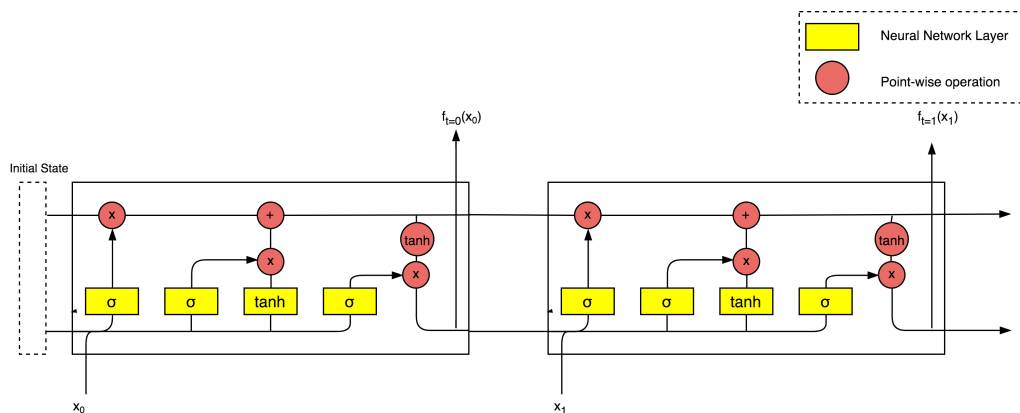 Neural Network Layer
Point-wise operation
f_{t=0}(x_0)
f_{t=1}(x_1)
Initial State
x
+
x
+
tanh
tanh
x
x
x
x
σ
σ
tanh
σ
σ
σ
tanh
σ
x_0
x_1